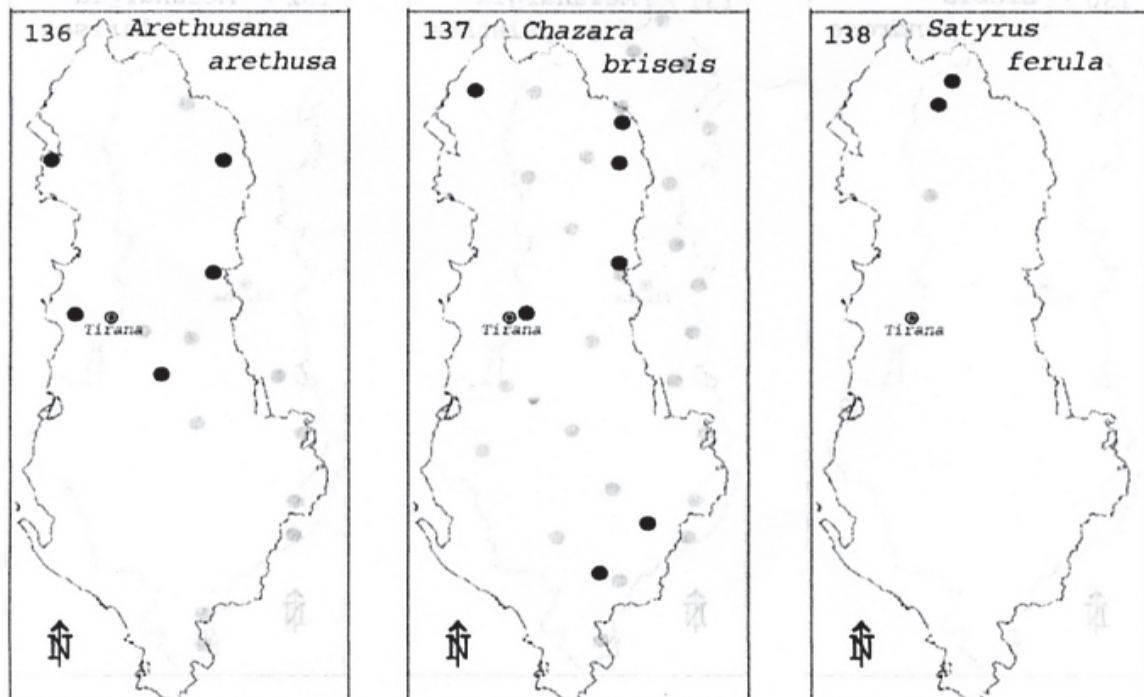 136 Arethusana
arethusa
Tirana
N
137 Chazara
briseis
Tirana
N
138 Satyrus
ferula
Tirana
N